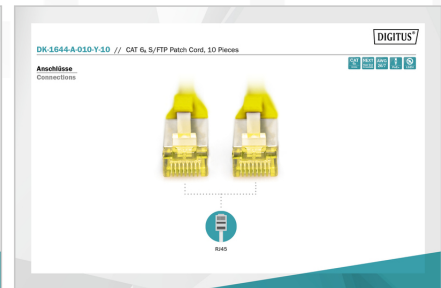 DIGITUS®
DK-1644-A-010-Y-10 // CAT 6A S/FTP Patch Cord, 10 Pieces
Anschlüsse
Connections
RJ45